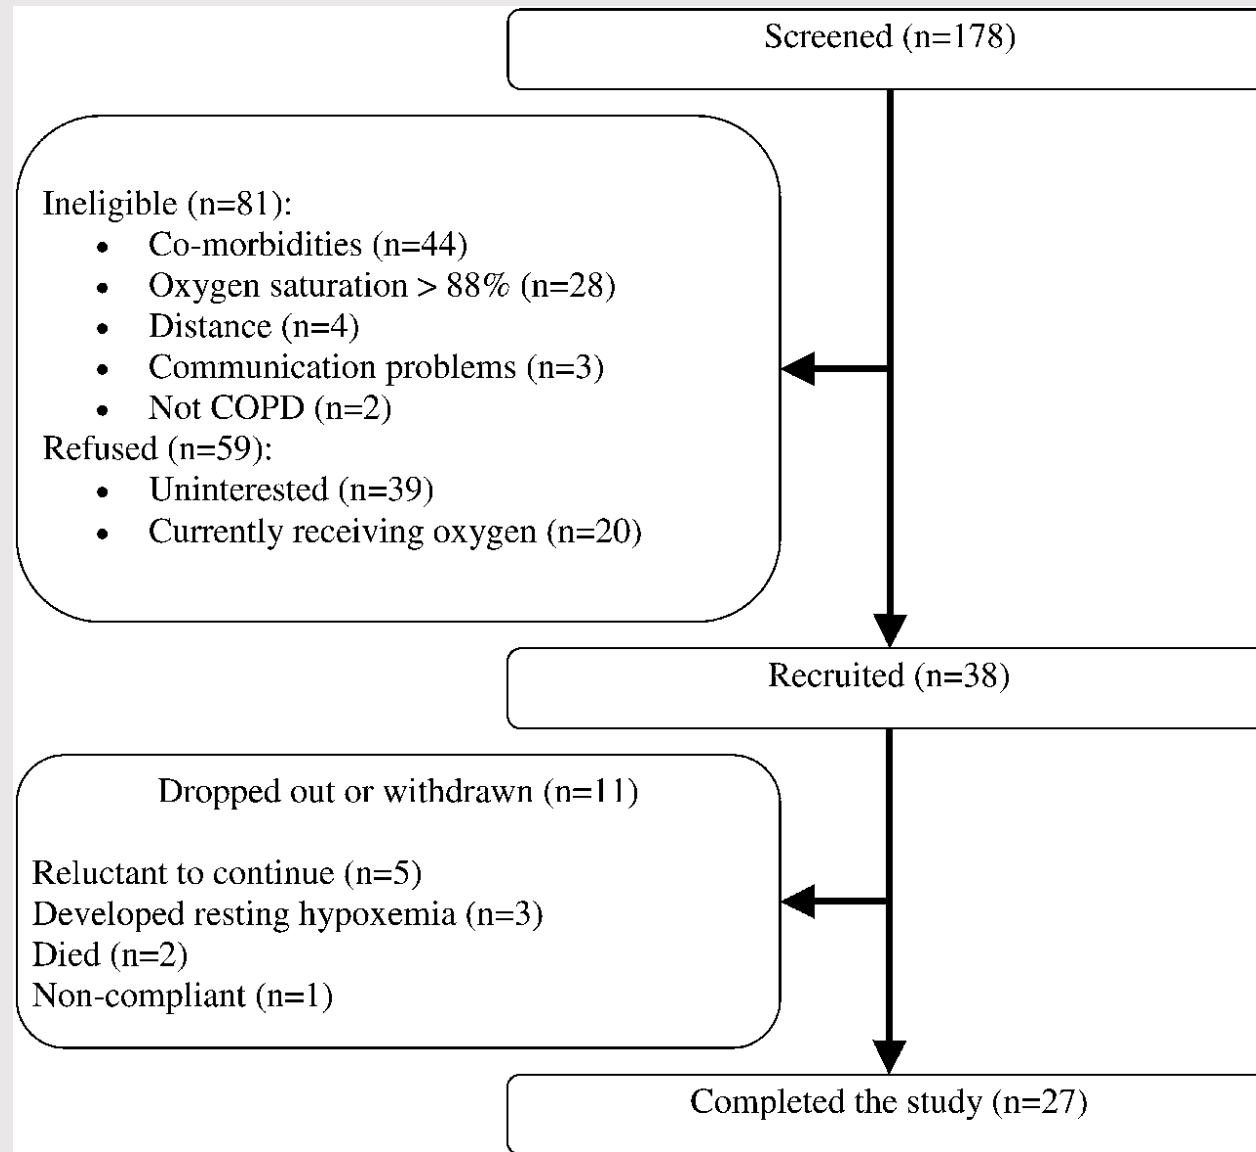 Screened (n=178)
Ineligible (n=81):
• Co-morbidities (n=44)
• Oxygen saturation > 88% (n=28)
• Distance (n=4)
• Communication problems (n=3)
• Not COPD (n=2)
Refused (n=59):
• Uninterested (n=39)
• Currently receiving oxygen (n=20)
Recruited (n=38)
Dropped out or withdrawn (n=11)
Reluctant to continue (n=5)
Developed resting hypoxemia (n=3)
Died (n=2)
Non-compliant (n=1)
Completed the study (n=27)